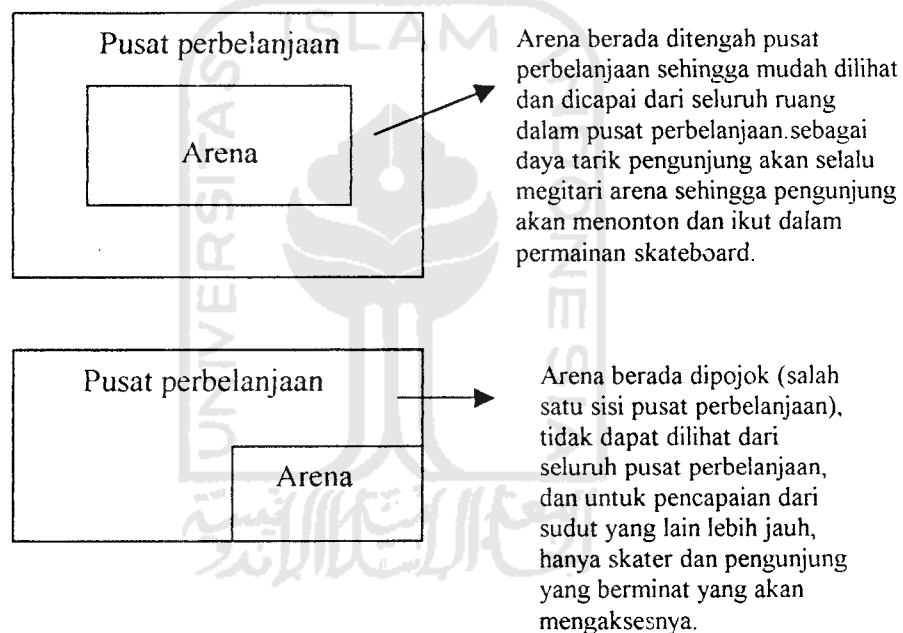 Pusat perbelanjaan
Arena
Arena berada ditengah pusat
perbelanjaan sehingga mudah dilihat
dan dicapai dari seluruh ruang
dalam pusat perbelanjaan.sebagai
daya tarik pengunjung akan selalu
megitari arena sehingga pengunjung
akan menonton dan ikut dalam
permainan skateboard.
Pusat perbelanjaan
Arena
Arena berada dipojok (salah
satu sisi pusat perbelanjaan),
tidak dapat dilihat dari
seluruh pusat perbelanjaan,
dan untuk pencapaian dari
sudut yang lain lebih jauh,
hanya skater dan pengunjung
yang berminat yang akan
mengaksesnya.
UNIVERSITAS
ISLAM
INDONESIA